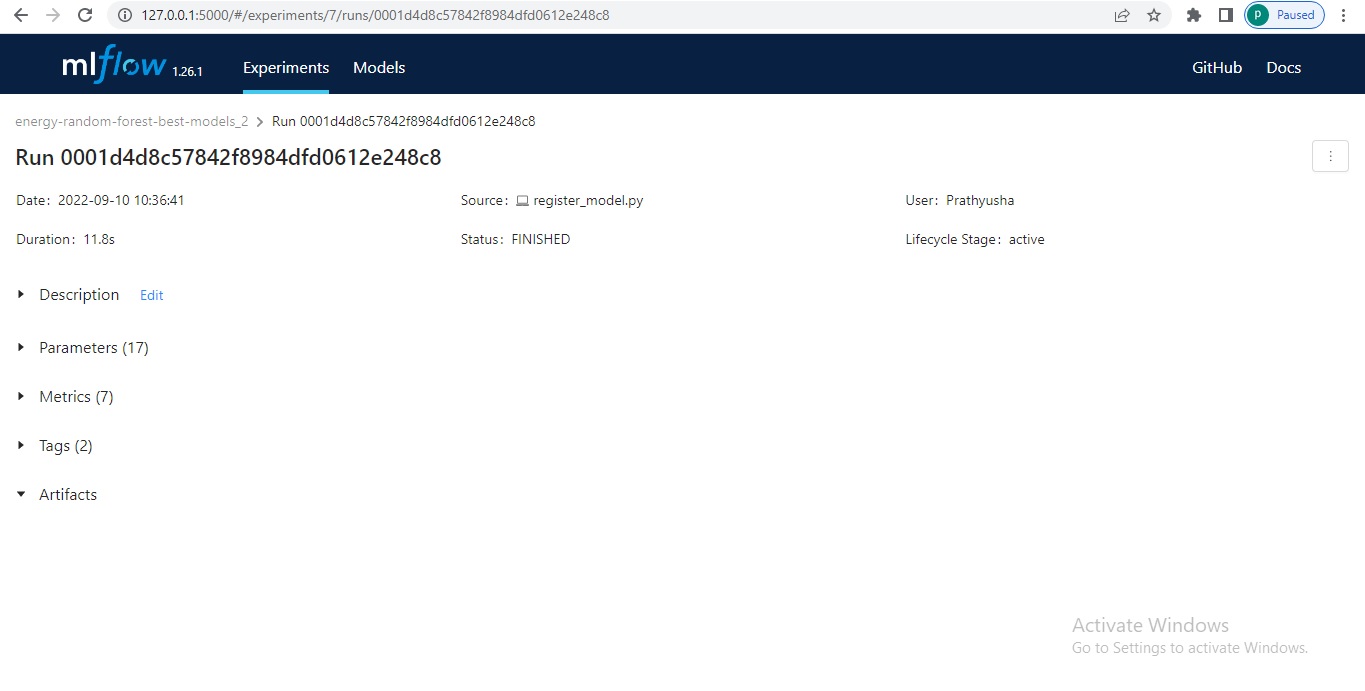 127.0.0.1:5000/#/experiments/7/runs/0001d4d8c57842f8984dfd0612e248c8
P Paused
mlflow 1.26.1 Experiments Models GitHub Docs
energy-random-forest-best-models_2 > Run 0001d4d8c57842f8984dfd0612e248c8
Run 0001d4d8c57842f8984dfd0612e248c8
Date: 2022-09-10 10:36:41 Source: register_model.py User: Prathyusha
Duration: 11.8s Status: FINISHED Lifecycle Stage: active
Description Edit
Parameters (17)
Metrics (7)
Tags (2)
Artifacts
Activate Windows
Go to Settings to activate Windows.